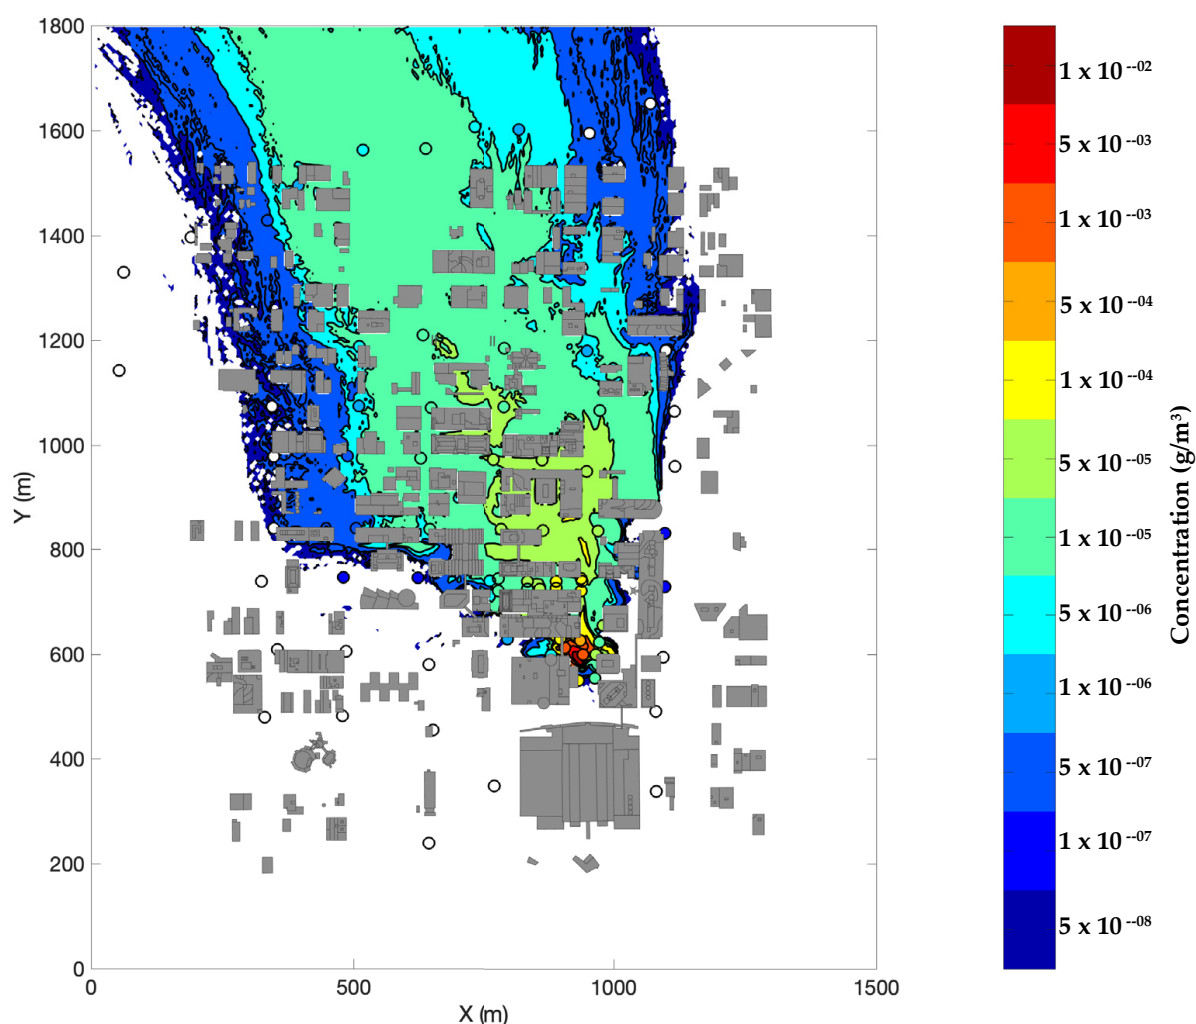 1800
1600
1400
1200
1000
800
600
400
200
0
0
500
1000
1500
X (m)
Y (m)
1 x 10 --02
5 x 10 --03
1 x 10 --03
5 x 10 --04
1 x 10 --04
5 x 10 --05
1 x 10 --05
5 x 10 --06
1 x 10 --06
5 x 10 --07
1 x 10 --07
5 x 10 --08
Concentration (g/m³)